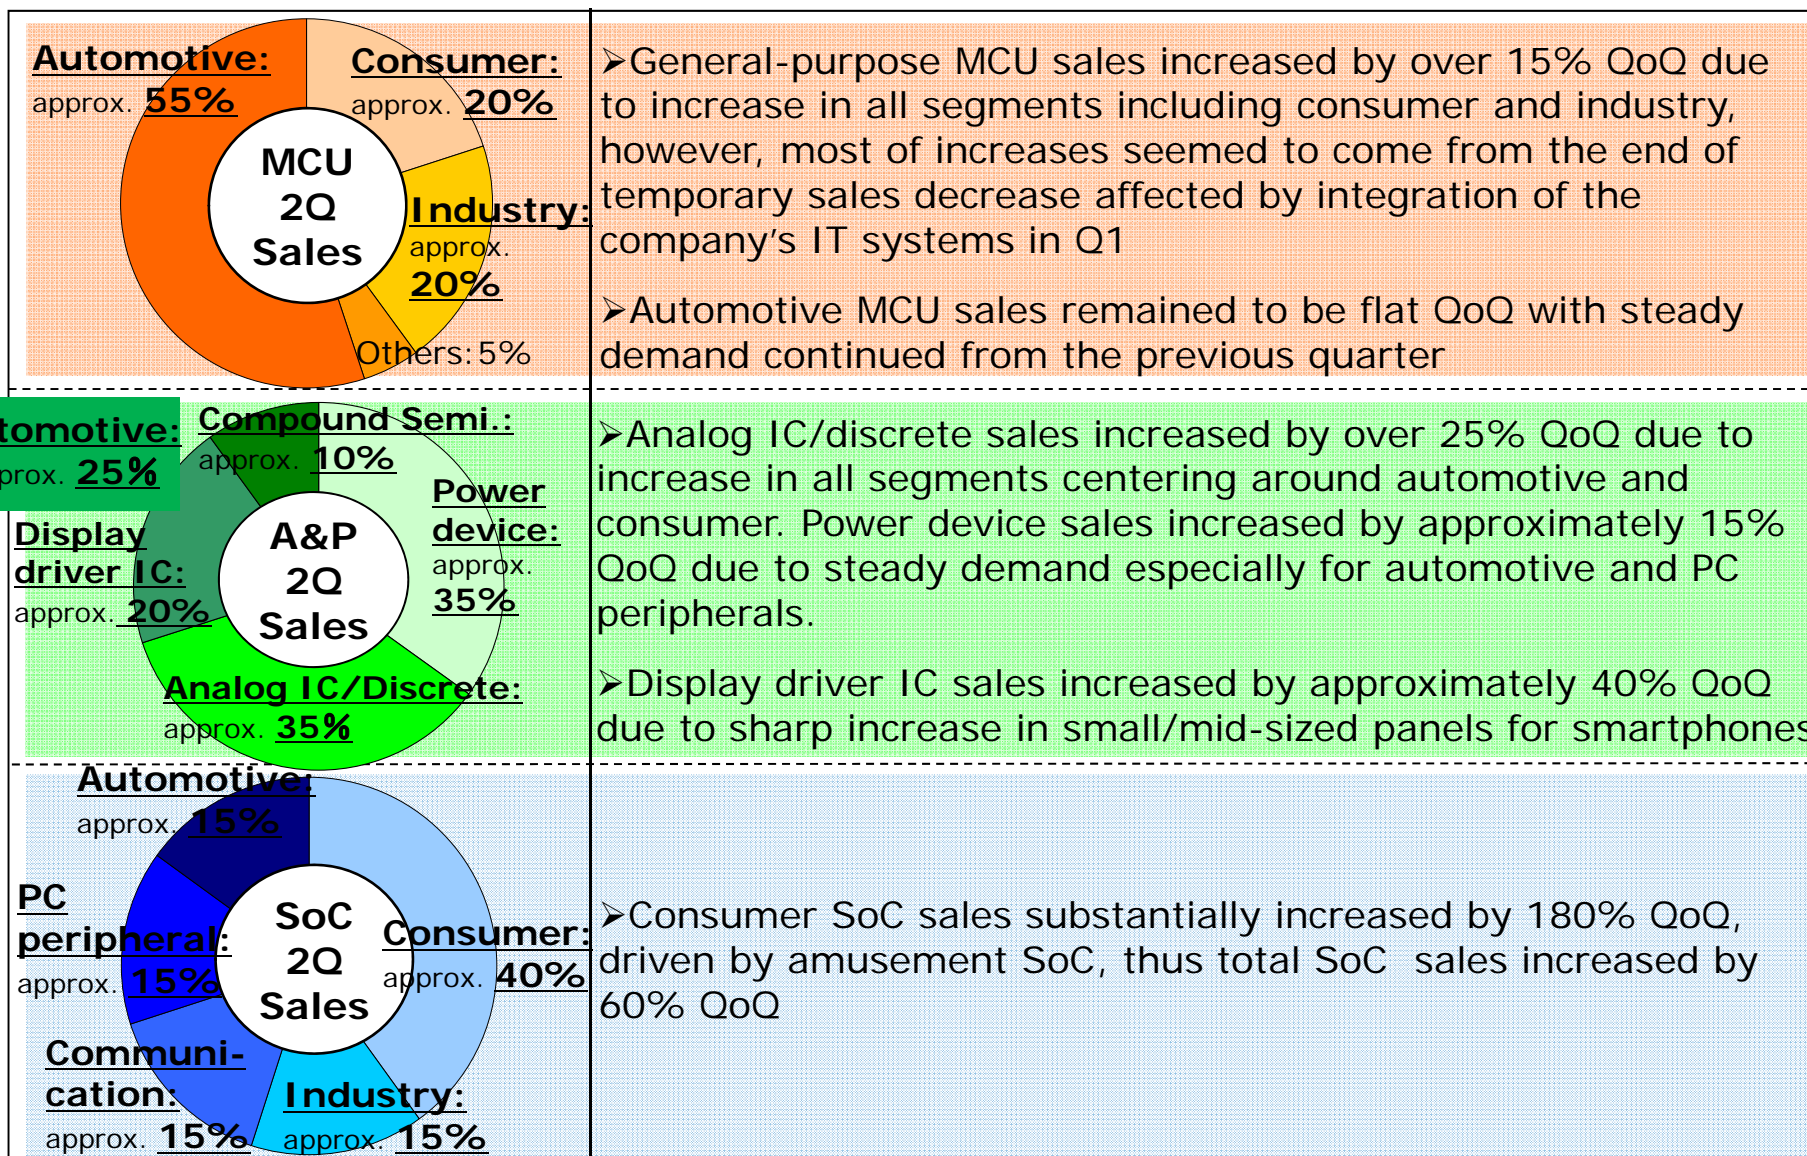 Automotive:
approx. 55%
Consumer:
approx. 20%
MCU
2Q
Sales
Industry:
approx.
20%
Others:5%
➢General-purpose MCU sales increased by over 15% QoQ due
to increase in all segments including consumer and industry,
however, most of increases seemed to come from the end of
temporary sales decrease affected by integration of the
company's IT systems in Q1
➢Automotive MCU sales remained to be flat QoQ with steady
demand continued from the previous quarter
tomotive:
prox. 25%
Compound Semi.:
approx. 10%
Power
device:
approx.
35%
Display
driver IC:
approx. 20%
A&P
2Q
Sales
Analog IC/Discrete:
approx. 35%
➢Analog IC/discrete sales increased by over 25% QoQ due to
increase in all segments centering around automotive and
consumer. Power device sales increased by approximately 15%
QoQ due to steady demand especially for automotive and PC
peripherals.
➢Display driver IC sales increased by approximately 40% QoQ
due to sharp increase in small/mid-sized panels for smartphones
Automotive:
approx. 15%
PC
peripheral:
approx. 15%
SoC
2Q
Sales
Consumer:
approx. 40%
Communi-
cation:
approx. 15%
Industry:
approx. 15%
➢Consumer SoC sales substantially increased by 180% QoQ,
driven by amusement SoC, thus total SoC sales increased by
60% QoQ